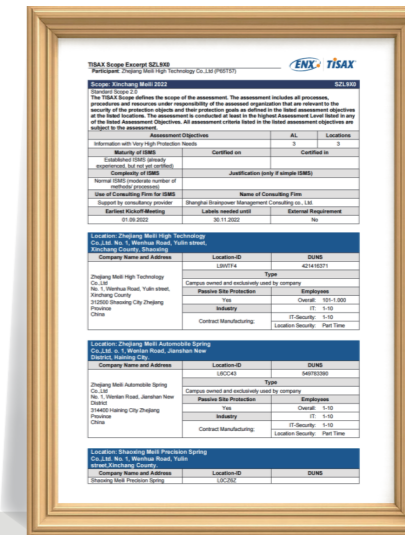 TISAX Scope Excerpt SZL9X0
Participant: Zhejiang Meili High Technology Co.,Ltd (P65T57)
ENX TISAX
Scope: Xinchang Meili 2022 SZL9X0
Standard Scope 2.0
The TISAX Scope defines the scope of the assessment. The assessment includes all processes,
procedures and resources under responsibility of the assessed organization that are relevant to the
security of the protection objects and their protection goals as defined in the listed assessment objectives
at the listed locations. The assessment is conducted at least in the highest Assessment Level listed in any
of the listed Assessment Objectives. All assessment criteria listed in the listed assessment objectives are
subject to the assessment.
Assessment Objectives AL Locations
Information with Very High Protection Needs 3 3
Maturity of ISMS Certified on Certified in
Established ISMS (already
experienced, but not yet certified)
Complexity of ISMS Justification (only if simple ISMS)
Normal ISMS (moderate number of
methods/ processes)
Use of Consulting Firm for ISMS Name of Consulting Firm
Support by consultancy provider Shanghai Brainpower Management Consulting co., Ltd.
Earliest Kickoff-Meeting Labels needed until External Requirement
01.09.2022 30.11.2022 No
Location: Zhejiang Meili High Technology
Co.,Ltd. No. 1, Wenhua Road, Yulin street,
Xinchang County, Shaoxing
Company Name and Address Location-ID DUNS
L9WTF4 421416371
Zhejiang Meili High Technology
Co.,Ltd
No. 1, Wenhua Road, Yulin street,
Xinchang County
312500 Shaoxing City Zhejiang
Province
China
Type
Campus owned and exclusively used by company
Passive Site Protection Employees
Yes Overall: 101-1.000
Industry IT: 1-10
Contract Manufacturing; IT-Security: 1-10
Location Security: Part Time
Location: Zhejiang Meili Automobile Spring
Co.,Ltd. o. 1, Wenlan Road, Jianshan New
District, Haining City.
Company Name and Address Location-ID DUNS
L6CC43 549783390
Zhejiang Meili Automobile Spring
Co.,Ltd
No. 1, Wenlan Road, Jianshan New
District
314400 Haining City Zhejiang
Province
China
Type
Campus owned and exclusively used by company
Passive Site Protection Employees
Yes Overall: 1-10
Industry IT: 1-10
Contract Manufacturing; IT-Security: 1-10
Location Security: Part Time
Location: Shaoxing Meili Precision Spring
Co.,Ltd. No. 1, Wenhua Road, Yulin
street,Xinchang County.
Company Name and Address Location-ID DUNS
Shaoxing Meili Precision Spring L0CZ6Z